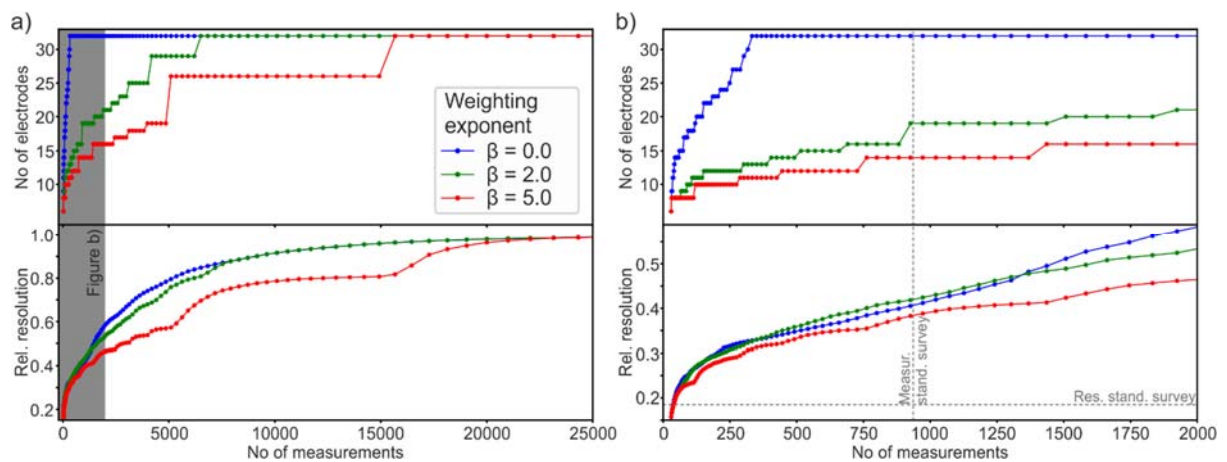 a)
No of electrodes
30
25
20
15
10
Weighting
exponent
β = 0.0
β = 2.0
β = 5.0
Rel. resolution
1.0
0.8
0.6
0.4
0.2
Figure b)
0
5000
10000
15000
20000
25000
No of measurements
b)
No of electrodes
30
25
20
15
10
Rel. resolution
0.5
0.4
0.3
0.2
Measur.
stand. survey
Res. stand. survey
0
250
500
750
1000
1250
1500
1750
2000
No of measurements